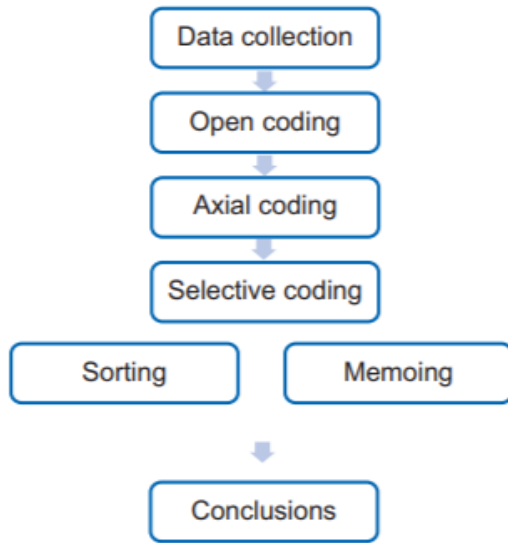 Data collection
Open coding
Axial coding
Selective coding
Sorting
Memoing
Conclusions